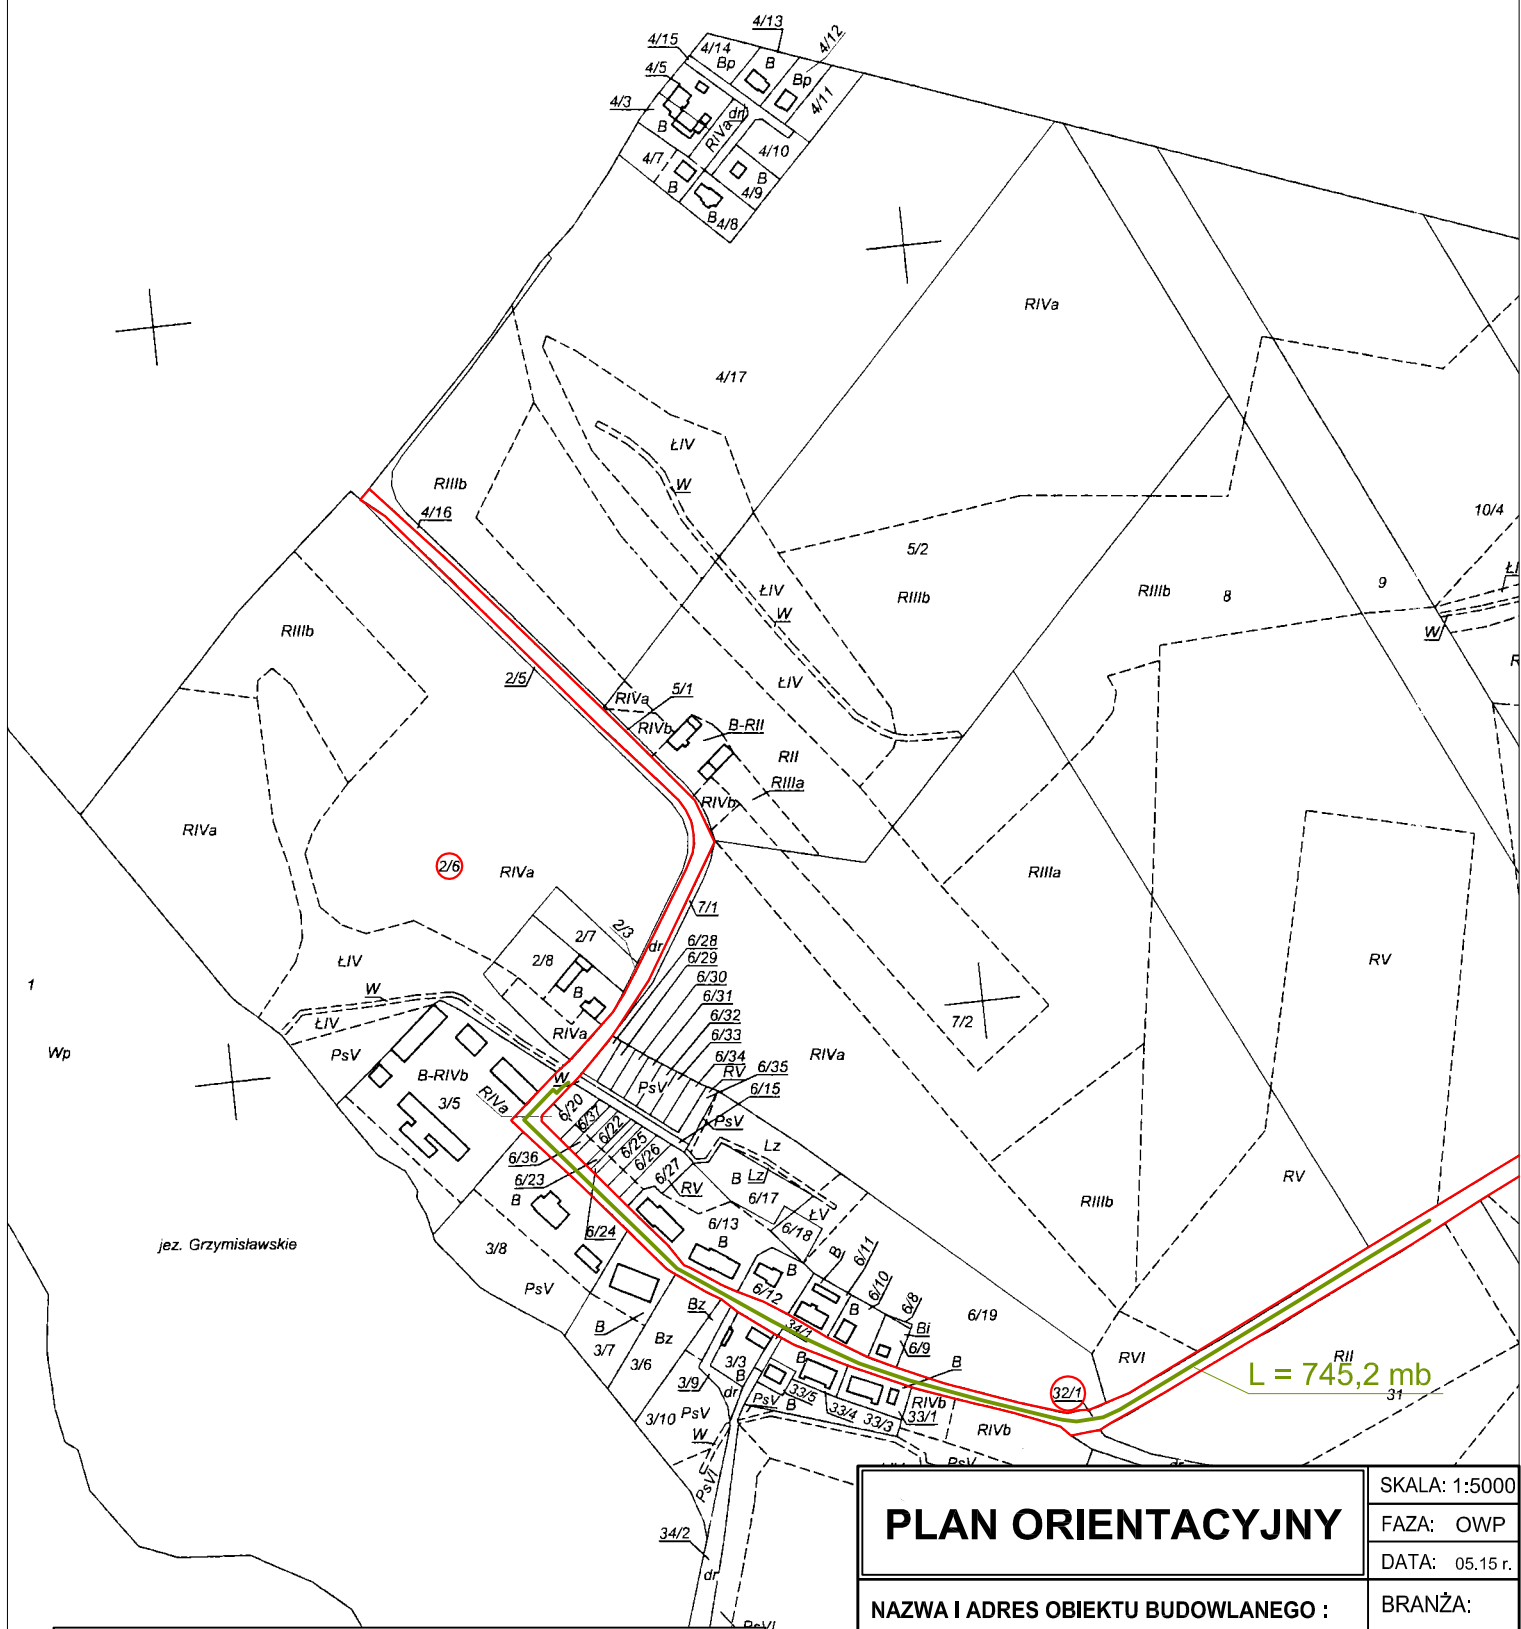 4/13
4/15
4/14
4/12
Bp
B
4/5
Bp
4/3
4/11
dr
B
RIVa
4/10
4/7
B
B
4/9
B
4/8
RIVa
4/17
ŁIV
W
RIIIb
4/16
10/4
5/2
ŁIV
RIIIb
RIIIb
8
9
W
W
RIIIb
2/5
RIVa
5/1
ŁIV
RIVb
B-RII
RII
RIIIa
RIVb
RIVa
2/6
RIVa
RIIIa
7/1
2/3
2/7
dr
6/28
6/29
2/8
6/30
RV
ŁIV
1
W
B
6/31
6/32
7/2
ŁIV
RIVa
6/33
RIVa
Wp
PsV
6/34
6/35
RV
B-RIVb
W
PsV
6/15
RIVa
3/5
6/20
6/37
6/22
PsV
Lz
6/36
6/25
6/26
B
Lz
6/23
6/27
RV
6/17
RV
B
RIIIb
ŁV
6/24
6/13
6/18
jez. Grzymisławskie
3/8
B
B
6/11
B
PsV
6/12
6/10
Bz
B
6/8
6/19
B
34/1
Bi
Bz
3/7
6/9
RVI
RII
3/6
3/3
B
B
L = 745,2 mb
3/9
B
dr
33/5
32/1
31
PsV
B
RIVb
3/10
PsV
33/4
33/3
33/1
RIVb
W
PsV
dr
PsVI
PLAN ORIENTACYJNY
SKALA: 1:5000
FAZA: OWP
34/2
DATA: 05.15 r.
dr
NAZWA I ADRES OBIEKTU BUDOWLANEGO :
BRANŻA:
PsVI